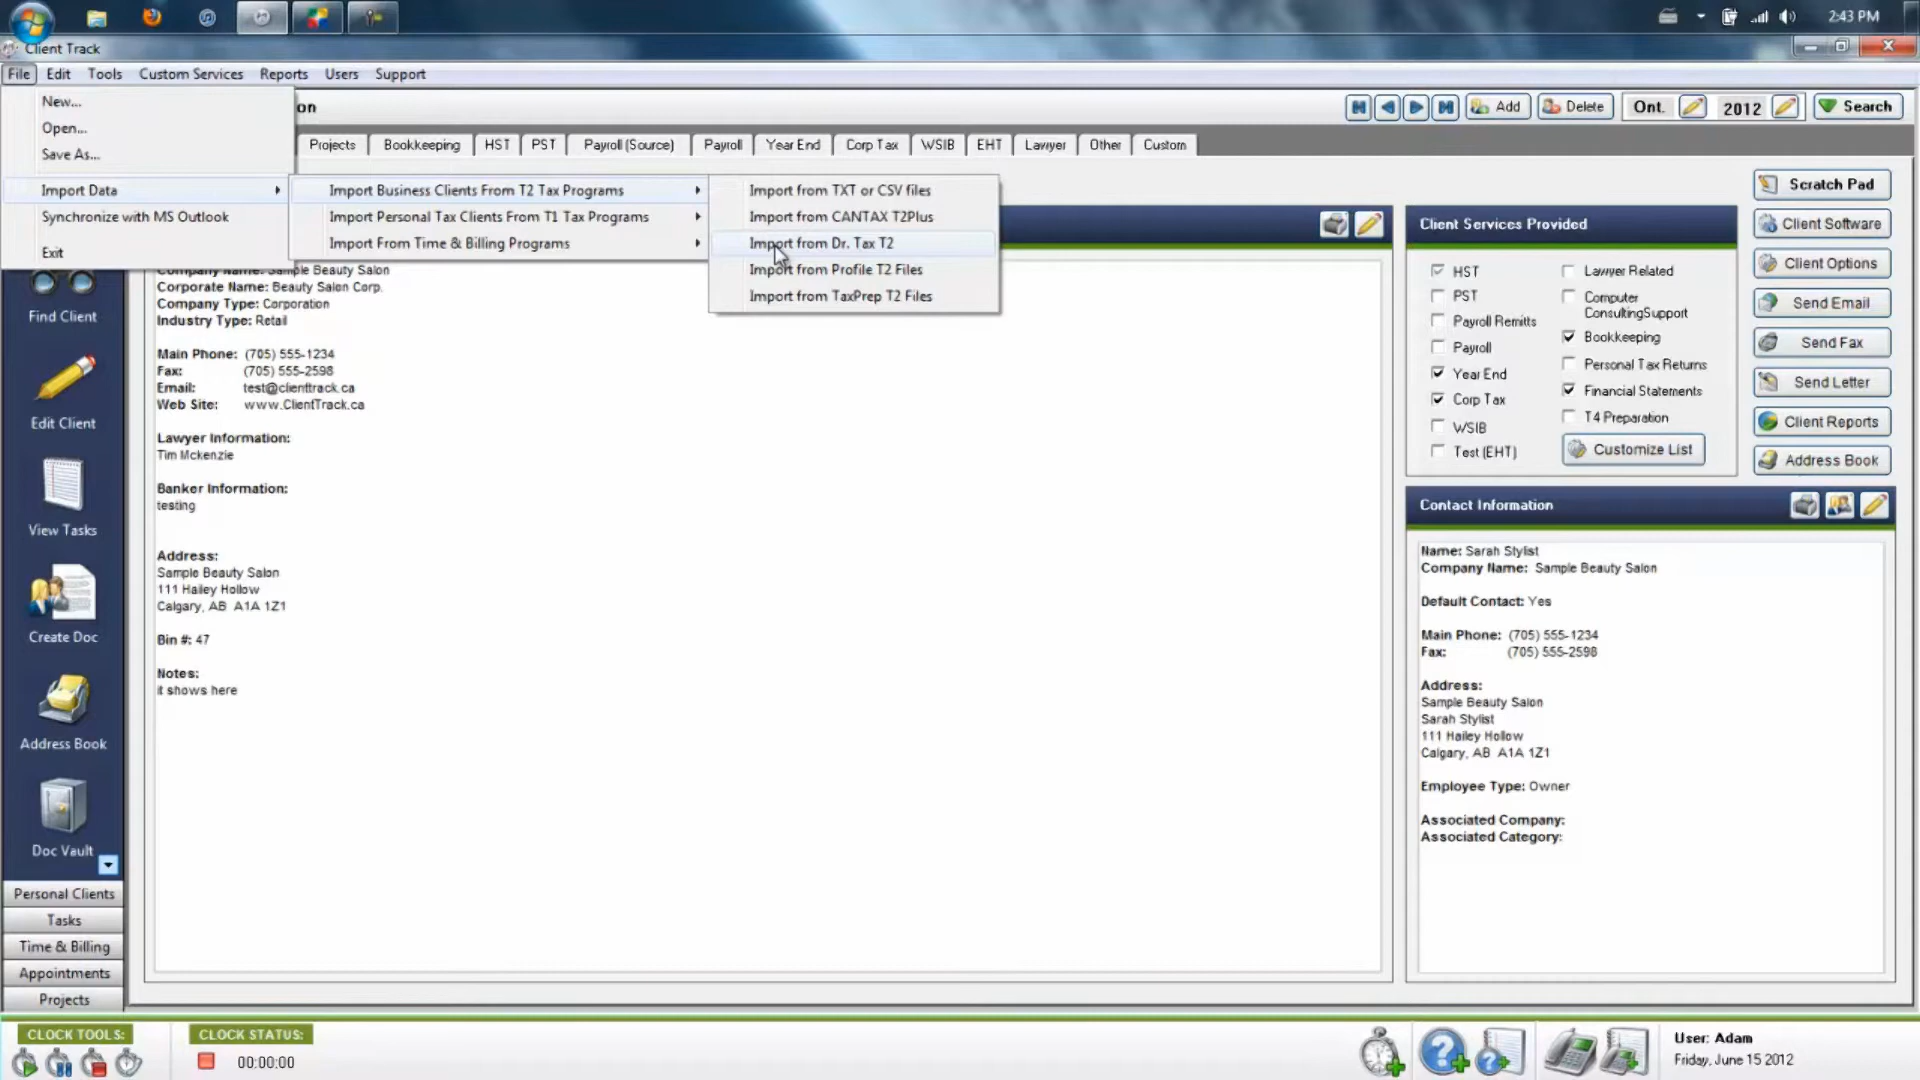 2:43 PM
Client Track
File Edit Tools Custom Services Reports Users Support
New...
Open...
Save As...
Import Data
Synchronize with MS Outlook
Exit
Import Business Clients From T2 Tax Programs
Import Personal Tax Clients From T1 Tax Programs
Import From Time & Billing Programs
Import from TXT or CSV files
Import from CANTAX T2Plus
Import from Dr. Tax T2
Import from Profile T2 Files
Import from TaxPrep T2 Files
on
Add Delete Ont. 2012 Search
Projects Bookkeeping HST PST Payroll (Source) Payroll Year End Corp Tax WSIB EHT Lawyer Other Custom
Find Client
Edit Client
View Tasks
Create Doc
Address Book
Doc Vault
Personal Clients
Tasks
Time & Billing
Appointments
Projects
Company Name: Sample Beauty Salon
Corporate Name: Beauty Salon Corp.
Company Type: Corporation
Industry Type: Retail
Main Phone: (705) 555-1234
Fax: (705) 555-2598
Email: test@clienttrack.ca
Web Site: www.ClientTrack.ca
Lawyer Information:
Tim Mckenzie
Banker Information:
testing
Address:
Sample Beauty Salon
111 Hailey Hollow
Calgary, AB A1A 1Z1
Bin #: 47
Notes:
it shows here
Client Services Provided
HST
PST
Payroll Remitts
Payroll
Year End
Corp Tax
WSIB
Test (EHT)
Lawyer Related
Computer
ConsultingSupport
Bookkeeping
Personal Tax Returns
Financial Statements
T4 Preparation
Customize List
Scratch Pad
Client Software
Client Options
Send Email
Send Fax
Send Letter
Client Reports
Address Book
Contact Information
Name: Sarah Stylist
Company Name: Sample Beauty Salon
Default Contact: Yes
Main Phone: (705) 555-1234
Fax: (705) 555-2598
Address:
Sample Beauty Salon
Sarah Stylist
111 Hailey Hollow
Calgary, AB A1A 1Z1
Employee Type: Owner
Associated Company:
Associated Category:
CLOCK TOOLS:
CLOCK STATUS:
00:00:00
User: Adam
Friday, June 15 2012